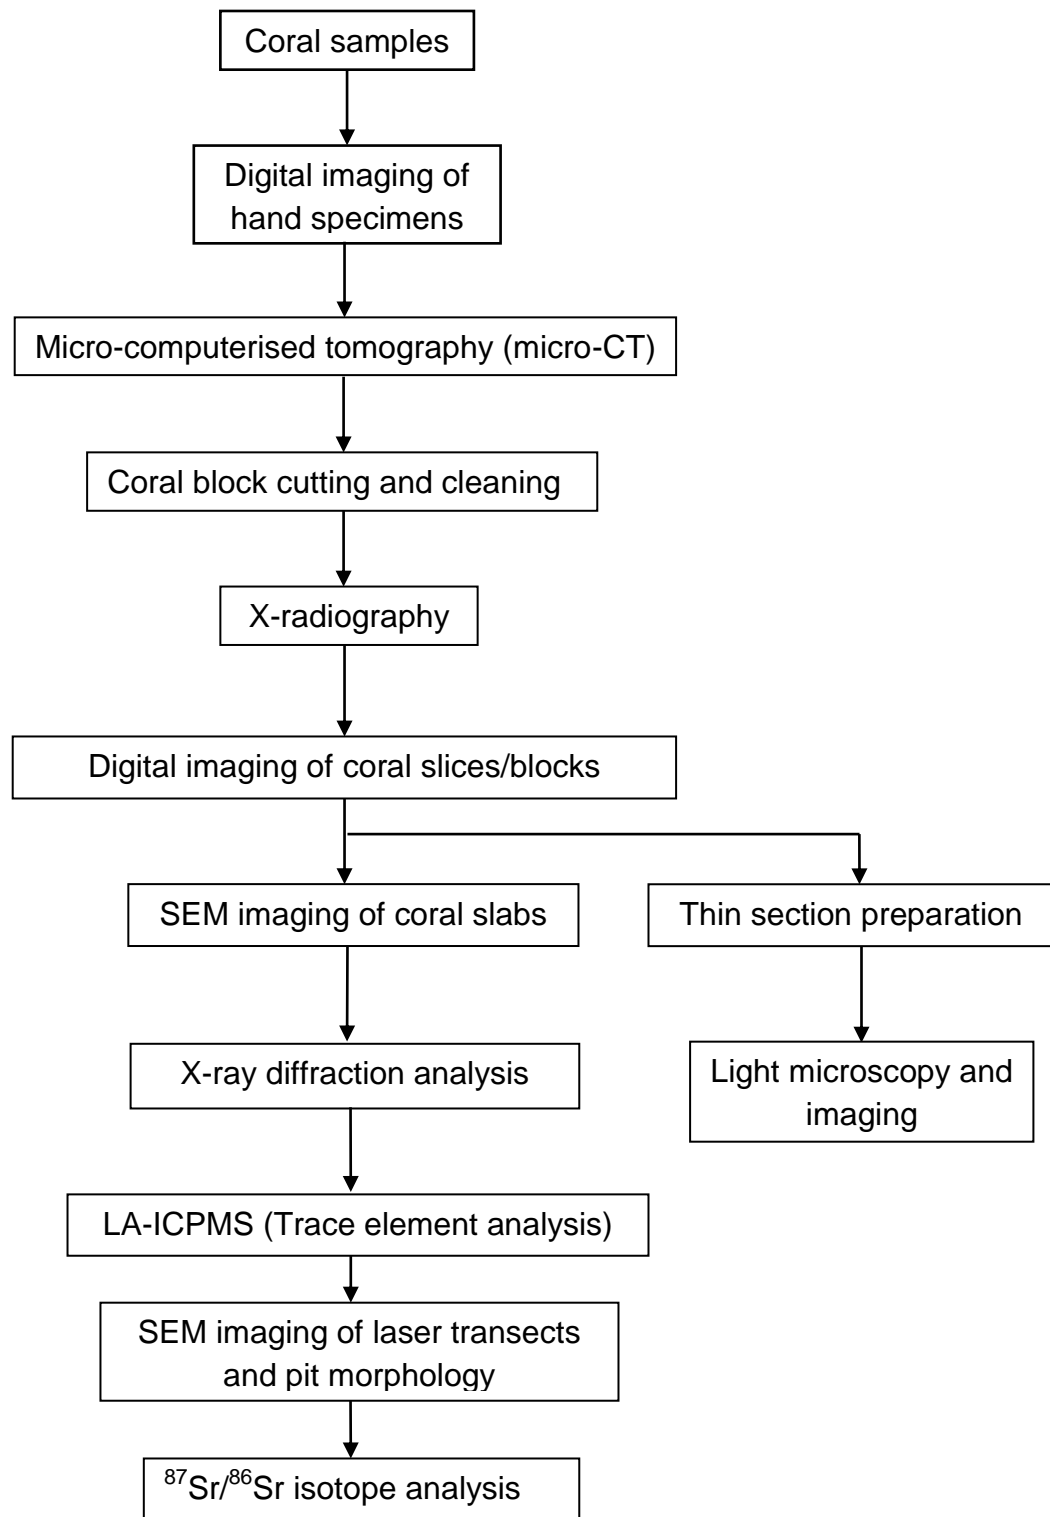 Coral samples
Digital imaging of
hand specimens
Micro-computerised tomography (micro-CT)
Coral block cutting and cleaning
X-radiography
Digital imaging of coral slices/blocks
SEM imaging of coral slabs
Thin section preparation
X-ray diffraction analysis
Light microscopy and
imaging
LA-ICPMS (Trace element analysis)
SEM imaging of laser transects
and pit morphology
⁸⁷Sr/⁸⁶Sr isotope analysis